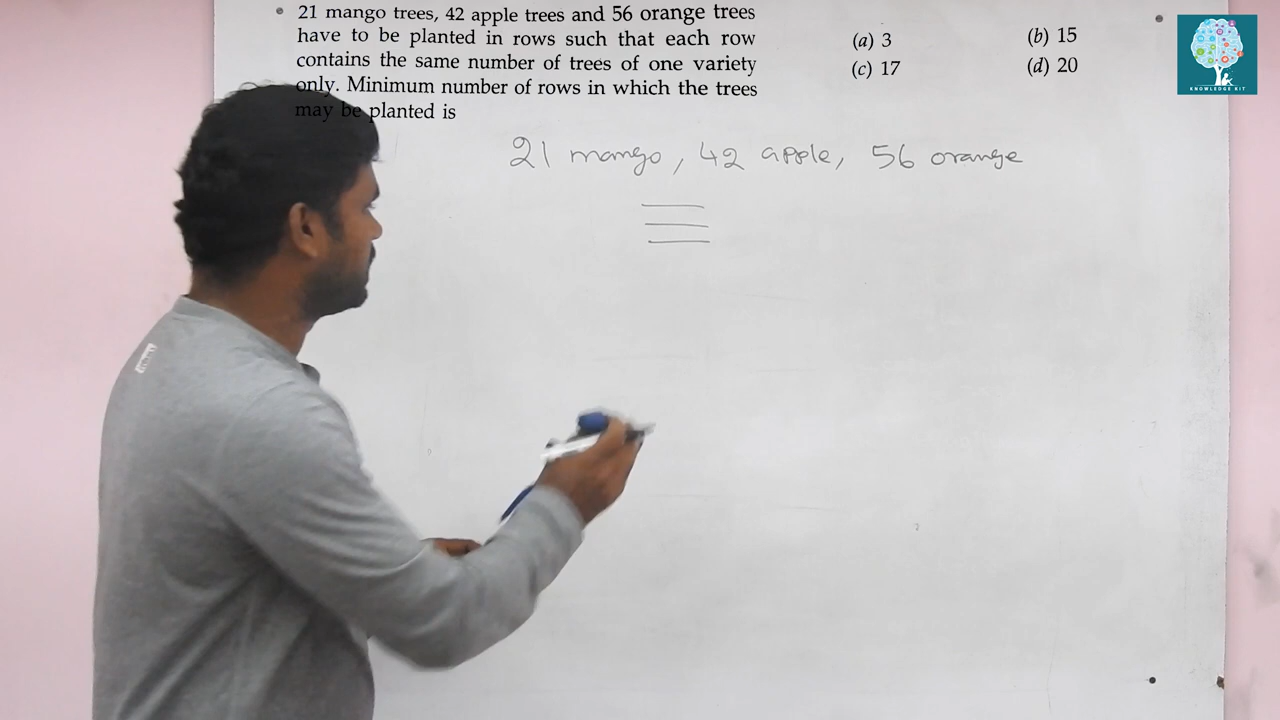 • 21 mango trees, 42 apple trees and 56 orange trees
have to be planted in rows such that each row
contains the same number of trees of one variety
only. Minimum number of rows in which the trees
may be planted is
(a) 3 (b) 15
(c) 17 (d) 20
KNOWLEDGE KIT
21 mango, 42 apple, 56 orange